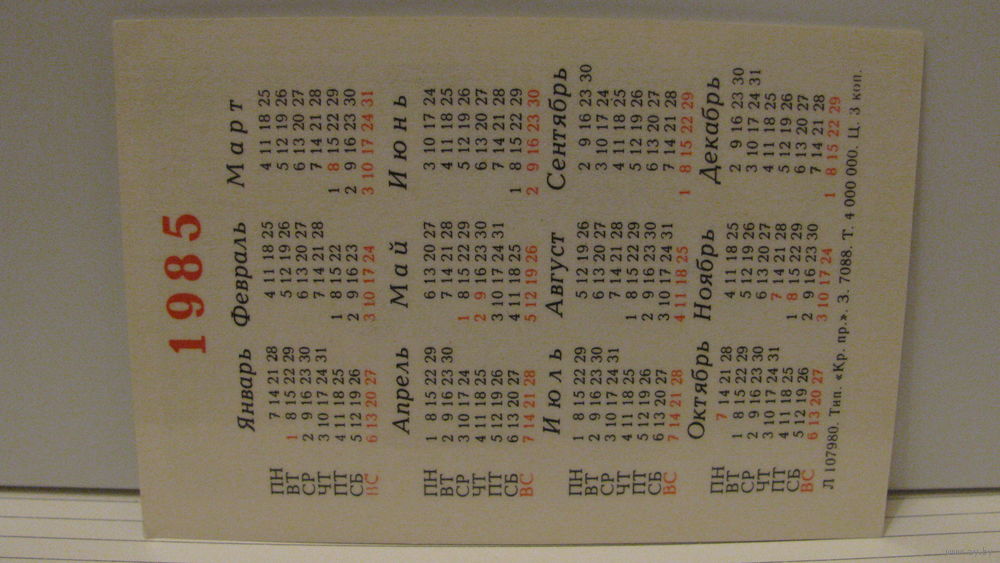 1985
Январь Февраль Март
ПН 7 14 21 28 4 11 18 25 4 11 18 25
ВТ 1 8 15 22 29 5 12 19 26 5 12 19 26
СР 2 9 16 23 30 6 13 20 27 6 13 20 27
ЧТ 3 10 17 24 31 7 14 21 28 7 14 21 28
ПТ 4 11 18 25 1 8 15 22 1 8 15 22 29
СБ 5 12 19 26 2 9 16 23 2 9 16 23 30
ВС 6 13 20 27 3 10 17 24 3 10 17 24 31
Апрель Май Июнь
ПН 1 8 15 22 29 6 13 20 27 3 10 17 24
ВТ 2 9 16 23 30 7 14 21 28 4 11 18 25
СР 3 10 17 24 1 8 15 22 29 5 12 19 26
ЧТ 4 11 18 25 2 9 16 23 30 6 13 20 27
ПТ 5 12 19 26 3 10 17 24 31 7 14 21 28
СБ 6 13 20 27 4 11 18 25 1 8 15 22 29
ВС 7 14 21 28 5 12 19 26 2 9 16 23 30
Июль Август Сентябрь
ПН 1 8 15 22 29 5 12 19 26 2 9 16 23 30
ВТ 2 9 16 23 30 6 13 20 27 3 10 17 24
СР 3 10 17 24 31 7 14 21 28 4 11 18 25
ЧТ 4 11 18 25 1 8 15 22 29 5 12 19 26
ПТ 5 12 19 26 2 9 16 23 30 6 13 20 27
СБ 6 13 20 27 3 10 17 24 31 7 14 21 28
ВС 7 14 21 28 4 11 18 25 1 8 15 22 29
Октябрь Ноябрь Декабрь
ПН 7 14 21 28 4 11 18 25 2 9 16 23 30
ВТ 1 8 15 22 29 5 12 19 26 3 10 17 24 31
СР 2 9 16 23 30 6 13 20 27 4 11 18 25
ЧТ 3 10 17 24 31 7 14 21 28 5 12 19 26
ПТ 4 11 18 25 1 8 15 22 29 6 13 20 27
СБ 5 12 19 26 2 9 16 23 30 7 14 21 28
ВС 6 13 20 27 3 10 17 24 1 8 15 22 29
Л 107980. Тип. «Кр. пр.». З. 7088. Т. 4 000 000. Ц. 3 коп.